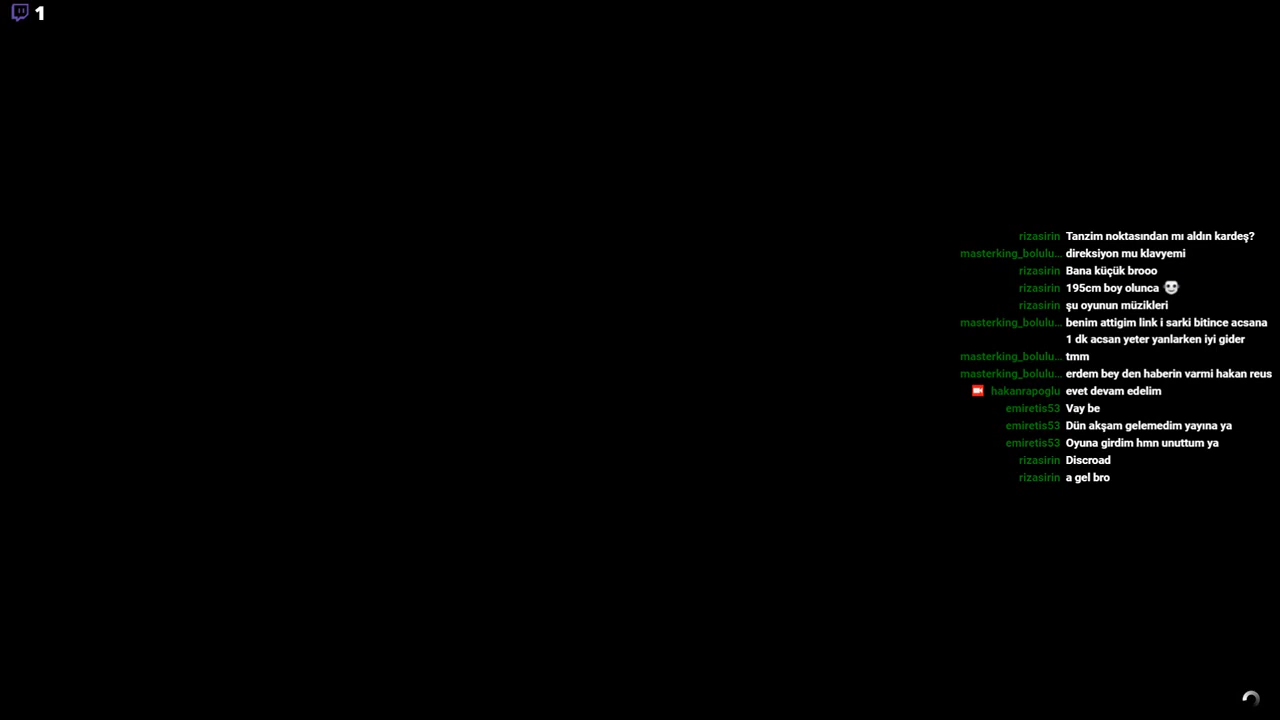 1
rizasirin Tanzim noktasından mı aldın kardeş?
masterking_bolulu... direksiyon mu klavyemi
rizasirin Bana küçük brooo
rizasirin 195cm boy olunca
rizasirin şu oyunun müzikleri
masterking_bolulu... benim attigim link i sarki bitince acsana
1 dk acsan yeter yanlarken iyi gider
masterking_bolulu... tmm
masterking_bolulu... erdem bey den haberin varmi hakan reus
hakanrapoglu evet devam edelim
emiretis53 Vay be
emiretis53 Dün akşam gelemedim yayına ya
emiretis53 Oyuna girdim hmn unuttum ya
rizasirin Discroad
rizasirin a gel bro